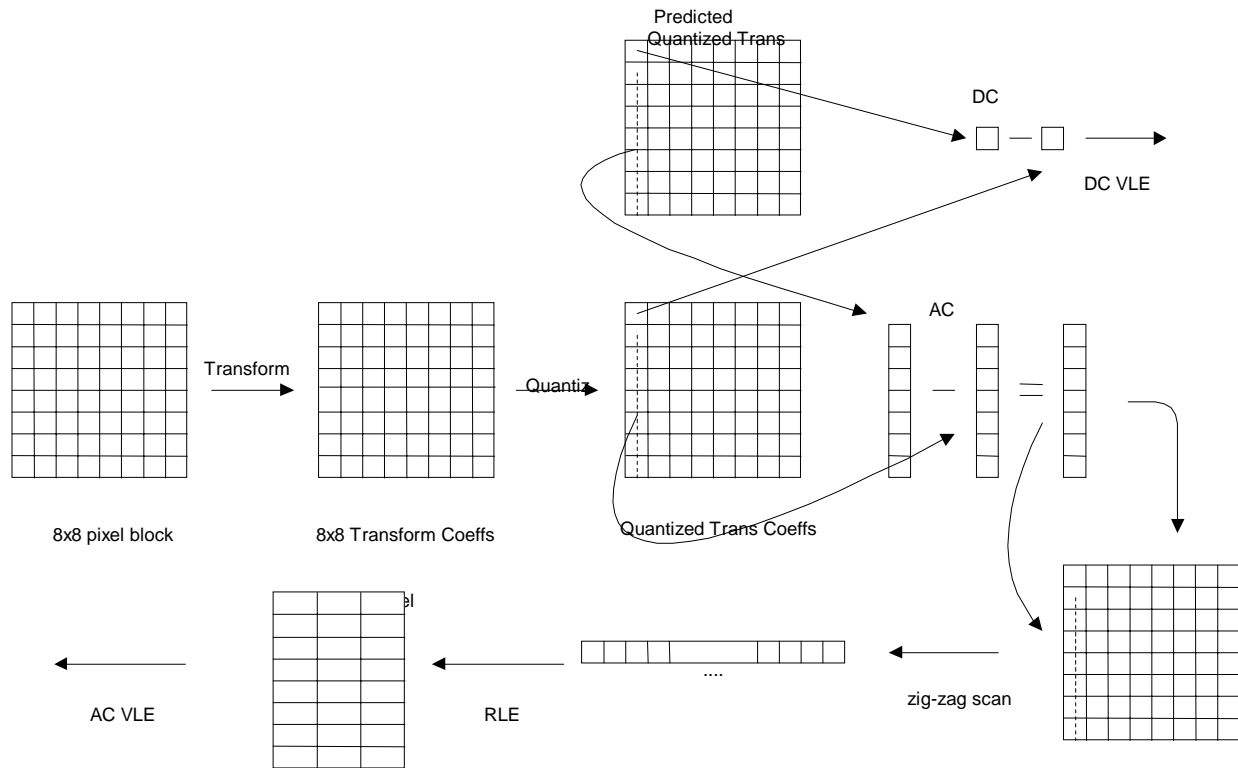 Predicted
Quantized Trans
DC
DC VLE
AC
Transform
Quantiz
8x8 pixel block
8x8 Transform Coeffs
Quantized Trans Coeffs
el
AC VLE
RLE
....
zig-zag scan